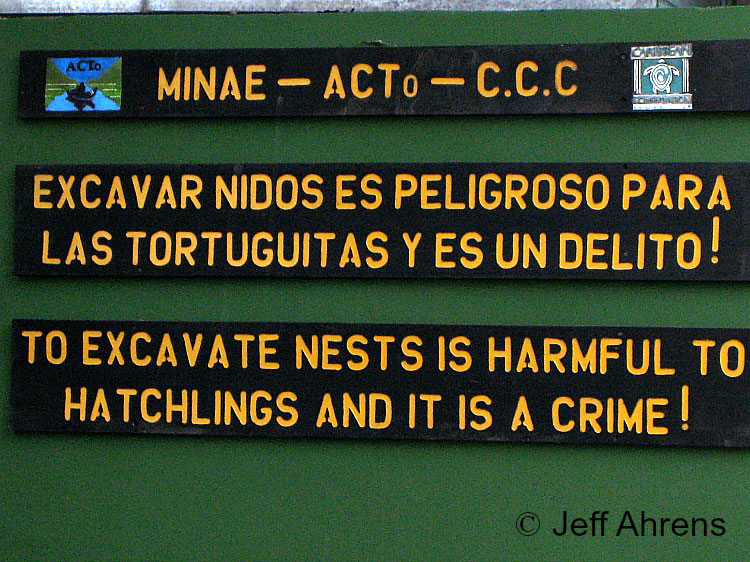 ACTo
MINAE — ACTo — C.C.C
CARIBBEAN
EXCAVAR NIDOS ES PELIGROSO PARA
LAS TORTUGUITAS Y ES UN DELITO!
TO EXCAVATE NESTS IS HARMFUL TO
HATCHLINGS AND IT IS A CRIME!
© Jeff Ahrens